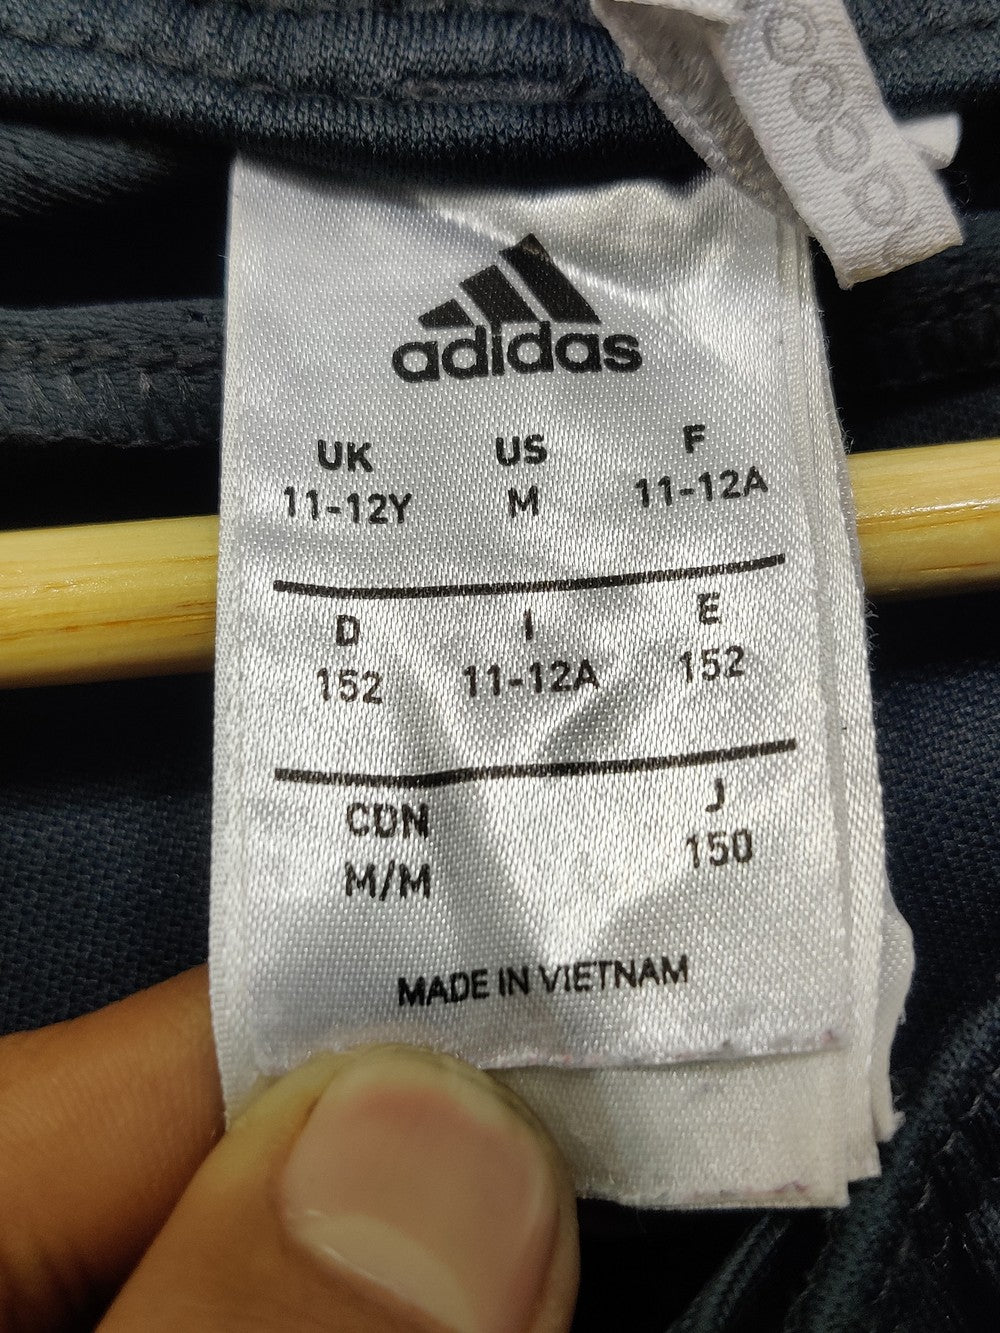 adidas
UK US F
11-12Y M 11-12A
D I E
152 11-12A 152
CDN J
M/M 150
MADE IN VIETNAM